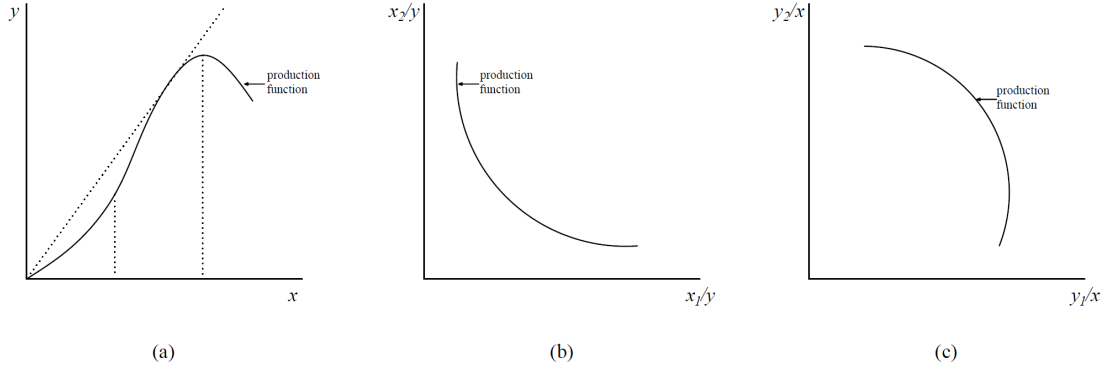 y
production
function
x
(a)
x₂/y
production
function
x₁/y
(b)
y₂/x
production
function
y₁/x
(c)